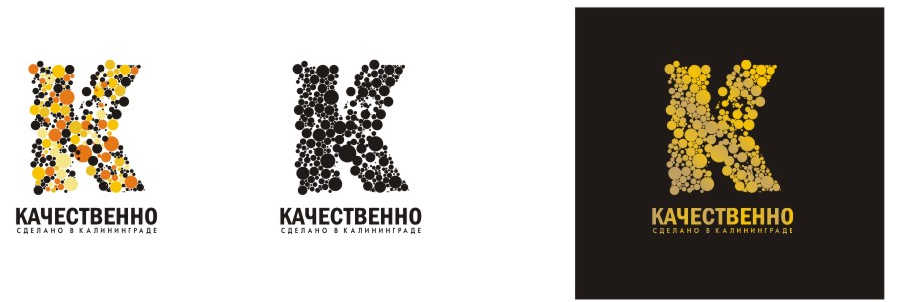 К
КАЧЕСТВЕННО
СДЕЛАНО В КАЛИНИНГРАДЕ
К
КАЧЕСТВЕННО
СДЕЛАНО В КАЛИНИНГРАДЕ
К
КАЧЕСТВЕННО
СДЕЛАНО В КАЛИНИНГРАДЕ